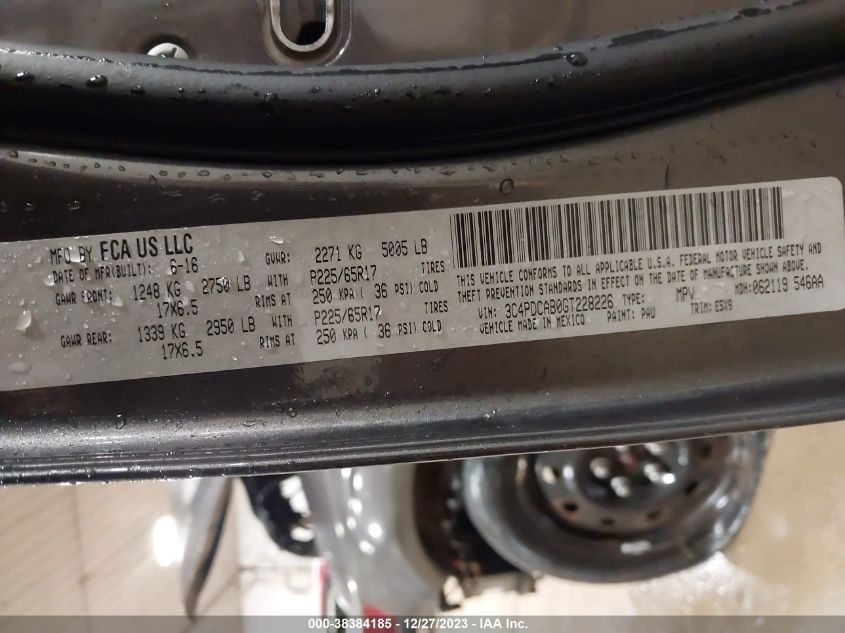 MFD BY FCA US LLC
DATE OF MFR(BUILT): 6-16
GVWR: 2271 KG 5005 LB
GAWR FRONT: 1248 KG 2750 LB WITH P225/65R17 TIRES
17X6.5 RIMS AT 250 KPA ( 36 PSI) COLD
GAWR REAR: 1339 KG 2950 LB WITH P225/65R17 TIRES
17X6.5 RIMS AT 250 KPA ( 36 PSI) COLD
THIS VEHICLE CONFORMS TO ALL APPLICABLE U.S.A. FEDERAL MOTOR VEHICLE SAFETY AND
THEFT PREVENTION STANDARDS IN EFFECT ON THE DATE OF MANUFACTURE SHOWN ABOVE.
VIN: 3C4PDCAB0GT228226 TYPE: MPV MDH: 062119 546AA
VEHICLE MADE IN MEXICO PAINT: PAU TRIM: E5X9
000-38384185 - 12/27/2023 - IAA Inc.